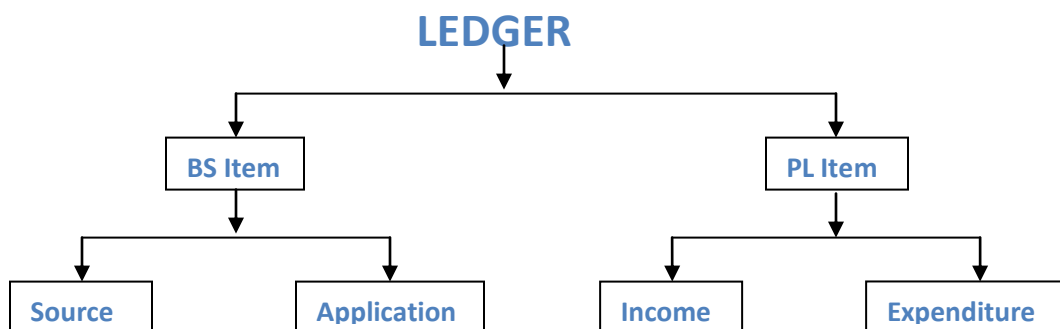 LEDGER
BS Item
PL Item
Source
Application
Income
Expenditure